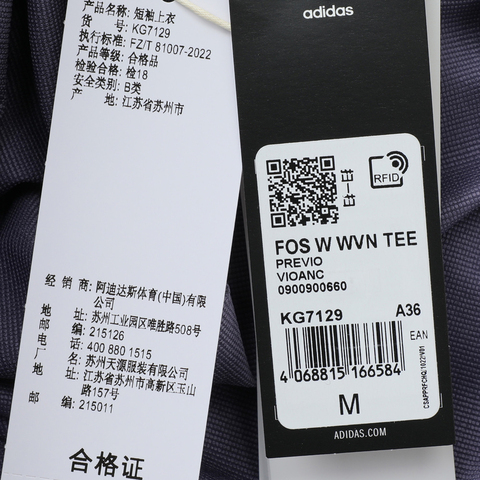 产品名称: 短袖上衣
货 号: KG7129
执行标准: FZ/T 81007-2022
产品等级: 合格品
检验合格: 检18
安全类别: B类
产 地: 江苏省苏州市
经 销 商: 阿迪达斯体育(中国)有限
公司
地 址: 苏州工业园区唯胜路508号
邮 编: 215126
电 话: 400 880 1515
厂 名: 苏州天源服装有限公司
地 址: 江苏省苏州市高新区玉山
路157号
邮 编: 215011
合格证
adidas
RFID
FOS W WVN TEE
PREVIO
VIOANC
0900900660
KG7129 A36
EAN
4 068815 166584
CSAPPRFCHQ/1022V01
M
ADIDAS.COM